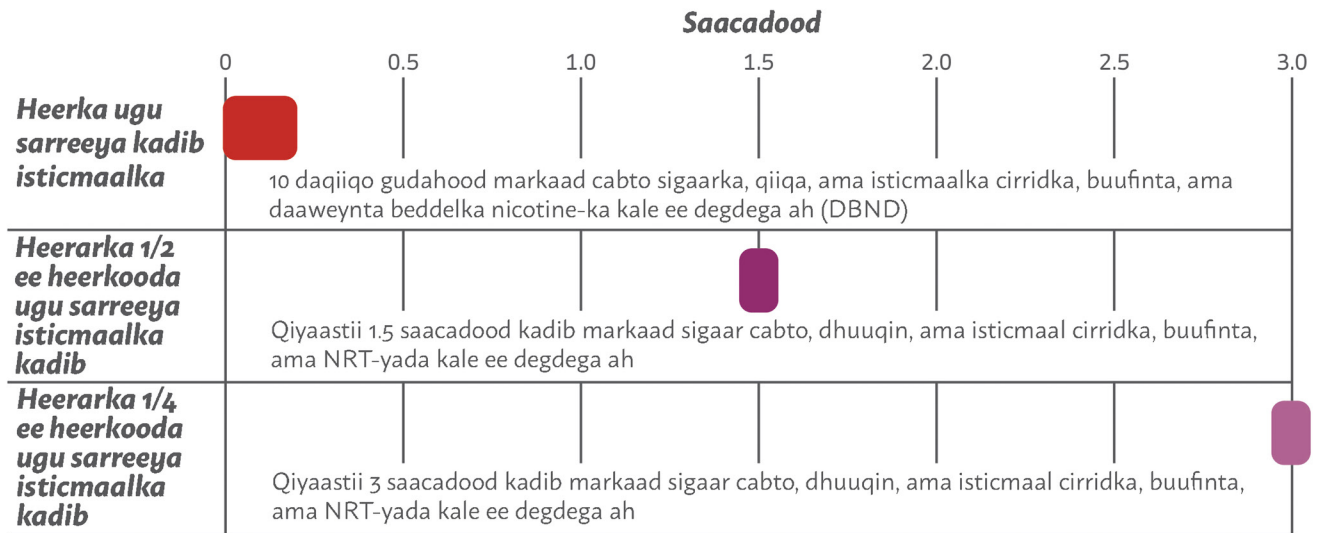 Saacadood
0 0.5 1.0 1.5 2.0 2.5 3.0
Heerka ugu
sarreeya kadib
isticmaalka
10 daqiiqo gudahood markaad cabto sigaarka, qiiqa, ama isticmaalka cirridka, buufinta, ama
daaweynta beddelka nicotine-ka kale ee degdega ah (DBND)
Heerarka 1/2
ee heerkooda
ugu sarreeya
isticmaalka
kadib
Qiyaastii 1.5 saacadood kadib markaad sigaar cabto, dhuuqin, ama isticmaal cirridka, buufinta,
ama NRT-yada kale ee degdega ah
Heerarka 1/4
ee heerkooda
ugu sarreeya
isticmaalka
kadib
Qiyaastii 3 saacadood kadib markaad sigaar cabto, dhuuqin, ama isticmaal cirridka, buufinta,
ama NRT-yada kale ee degdega ah